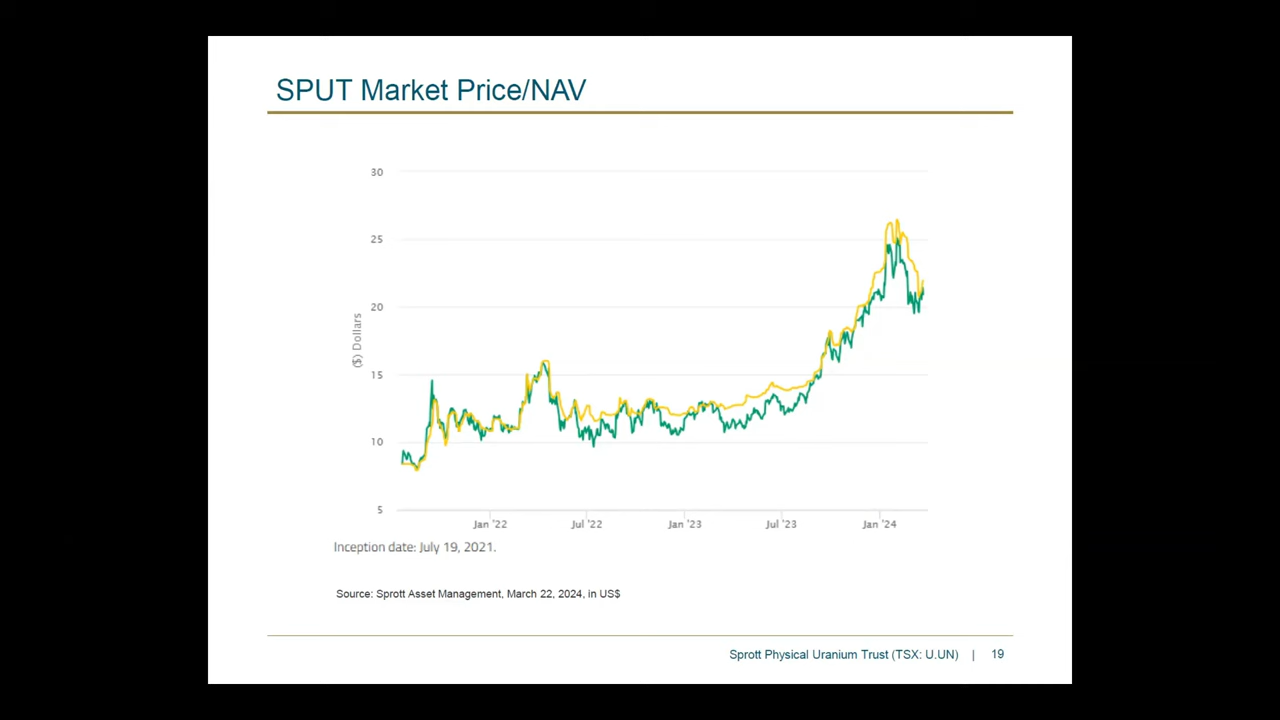 SPUT Market Price/NAV
30
25
20
15
10
5
($) Dollars
Jan '22 Jul '22 Jan '23 Jul '23 Jan '24
Inception date: July 19, 2021.
Source: Sprott Asset Management, March 22, 2024, in US$
Sprott Physical Uranium Trust (TSX: U.UN) | 19